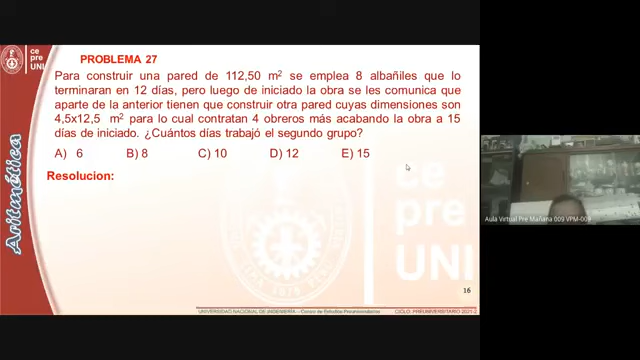 ce
pre
UNI
PROBLEMA 27
Para construir una pared de 112,50 m² se emplea 8 albañiles que lo
terminaran en 12 días, pero luego de iniciado la obra se les comunica que
aparte de la anterior tienen que construir otra pared cuyas dimensiones son
4,5x12,5 m² para lo cual contratan 4 obreros más acabando la obra a 15
días de iniciado. ¿Cuántos días trabajó el segundo grupo?
A) 6 B) 8 C) 10 D) 12 E) 15
Resolucion:
Aritmética
ce
pre
UNI
16
UNIVERSIDAD NACIONAL DE INGENIERÍA - Centro de Estudios Preuniversitarios CICLO: PREUNIVERSITARIO 2021-2
Aula Virtual Pre Mañana 009 VPM-009